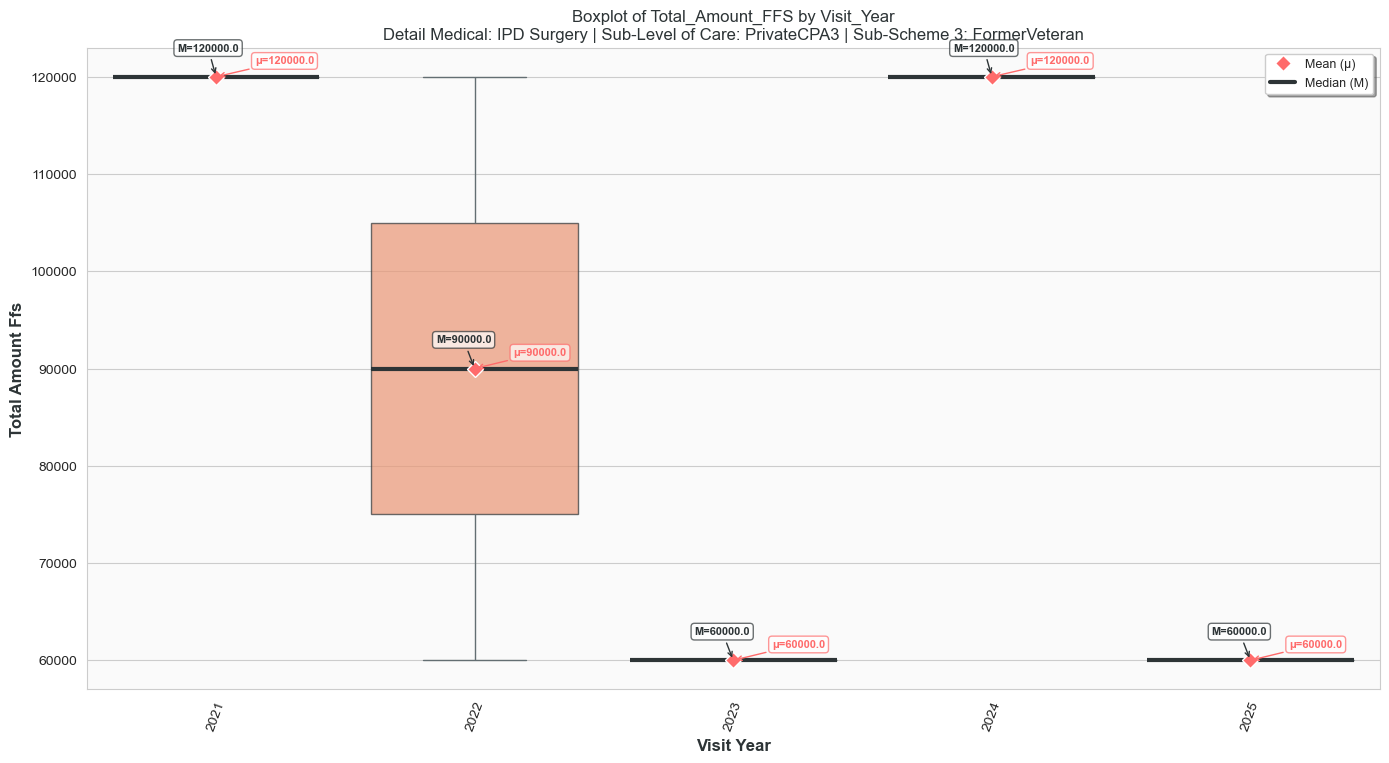 Boxplot of Total_Amount_FFS by Visit_Year
Detail Medical: IPD Surgery | Sub-Level of Care: PrivateCPA3 | Sub-Scheme 3: FormerVeteran
M=120000.0
μ=120000.0
M=120000.0
μ=120000.0
Mean (μ)
Median (M)
120000
110000
100000
90000
80000
70000
60000
Total Amount Ffs
M=90000.0
μ=90000.0
M=60000.0
μ=60000.0
M=60000.0
μ=60000.0
2021
2022
2023
2024
2025
Visit Year